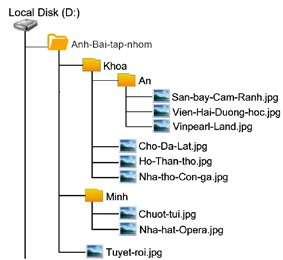 Local Disk (D:)
Anh-Bai-tap-nhom
Khoa
An
San-bay-Cam-Ranh.jpg
Vien-Hai-Duong-hoc.jpg
Vinpearl-Land.jpg
Cho-Da-Lat.jpg
Ho-Than-tho.jpg
Nha-tho-Con-ga.jpg
Minh
Chuot-tui.jpg
Nha-hat-Opera.jpg
Tuyet-roi.jpg